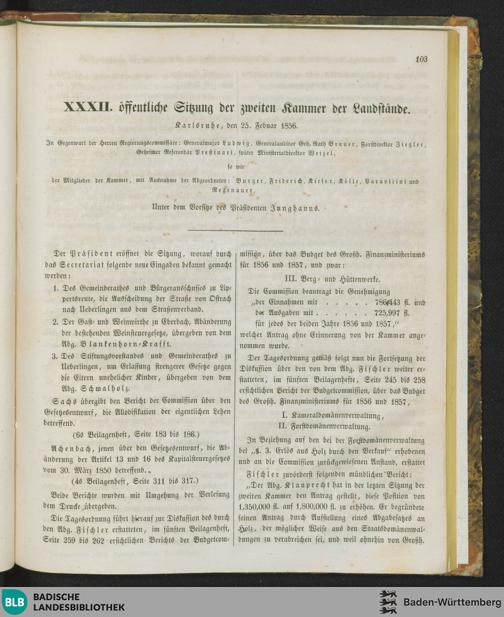 103
XXXII. öffentliche Sitzung der zweiten Kammer der Landstände.
Karlsruhe, den 25. Februar 1856.
In Gegenwart der Herren Regierungscommissäre: Generalmajor Ludwig, Generalauditor Geh. Rath Brauer, Forstdirektor Ziegler,
Geheimer Referendär Prestinari, später Ministerialdirektor Weizel,
so wie
der Mitglieder der Kammer, mit Ausnahme der Abgeordneten: Burger, Friderich, Kiefer, Kölle, Paravicini und
Regenauer.
Unter dem Vorsitze des Präsidenten Junghanns.
Der Präsident eröffnet die Sitzung, worauf durch
das Secretariat folgende neue Eingaben bekannt gemacht
werden:
1. Des Gemeinderathes und Bürgerausschusses zu Lip-
pertsreute, die Ausscheidung der Straße von Ostrach
nach Ueberlingen aus dem Straßenverband.
2. Der Gast- und Weinwirthe zu Eberbach, Abänderung
der bestehenden Weinsteuergesetze, übergeben von dem
Abg. Blankenhorn-Krafft.
3. Des Stiftungsvorstandes und Gemeinderathes zu
Ueberlingen, um Erlassung strengerer Gesetze gegen
die Eltern unehelicher Kinder, übergeben von dem
Abg. Schmalholz.
Sachs übergibt den Bericht der Commission über den
Gesetzesentwurf, die Allodifikation der eigentlichen Lehen
betreffend.
(6s Beilagenheft, Seite 183 bis 186.)
Achenbach, jenen über den Gesetzesentwurf, die Ab-
änderung der Artikel 13 und 16 des Kapitalsteuergesetzes
vom 30. März 1850 betreffend.
(4s Beilagenheft, Seite 311 bis 317.)
Beide Berichte wurden mit Umgehung der Verlesung
dem Drucke übergeben.
Die Tagesordnung führt hierauf zur Diskussion des durch
den Abg. Fischler erstatteten, im fünften Beilagenheft,
Seite 259 bis 262 ersichtlichen Berichts der Budgetcom-
mission, über das Budget des Großh. Finanzministeriums
für 1856 und 1857, und zwar:
III. Berg- und Hüttenwerke.
Die Commission beantragt die Genehmigung
„der Einnahmen mit . . . . . . 786,443 fl. und
der Ausgaben mit . . . . . . . 725,997 fl.
für jedes der beiden Jahre 1856 und 1857,“
welcher Antrag ohne Erinnerung von der Kammer ange-
nommen wurde.
Der Tagesordnung gemäß folgt nun die Fortsetzung der
Diskussion über den von dem Abg. Fischler weiter er-
statteten, im fünften Beilagenhefte, Seite 245 bis 258
ersichtlichen Bericht der Budgetcommission, über das Budget
des Großh. Finanzministeriums für 1856 und 1857,
I. Kameraldomänenverwaltung,
II. Forstdomänenverwaltung.
In Beziehung auf den bei der Forstdomänenverwaltung
bei „§. 3. Erlös aus Holz durch den Verkauf“ erhobenen
und an die Commission zurückgewiesenen Anstand, erstattet
Fischler zuvörderst folgenden mündlichen Bericht:
„Der Abg. Klauprecht hat in der letzten Sitzung der
zweiten Kammer den Antrag gestellt, diese Position von
1,350,000 fl. auf 1,800,000 fl. zu erhöhen. Er begründete
seinen Antrag durch Aufstellung eines Abgabesatzes an
Holz, der möglicher Weise aus den Staatsdomänenwal-
dungen zu verabreichen sei, und weil ohnehin von Großh.
BLB BADISCHE
LANDESBIBLIOTHEK
Baden-Württemberg